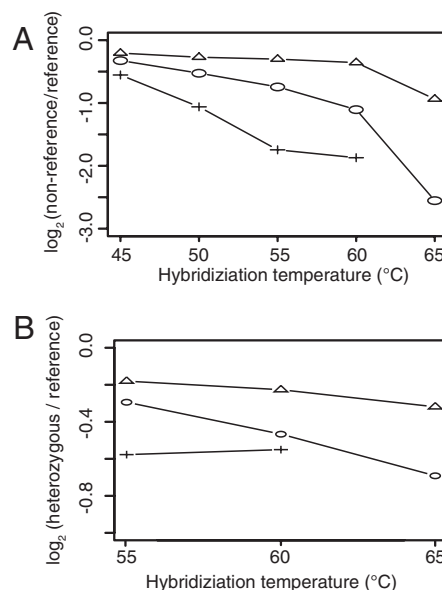 A
log2(non-reference/reference)
0.0
-1.0
-2.0
-3.0
45 50 55 60 65
Hybridiziation temperature (°C)
B
log2 (heterozygous / reference)
0.0
-0.4
-0.8
55 60 65
Hybridiziation temperature (°C)